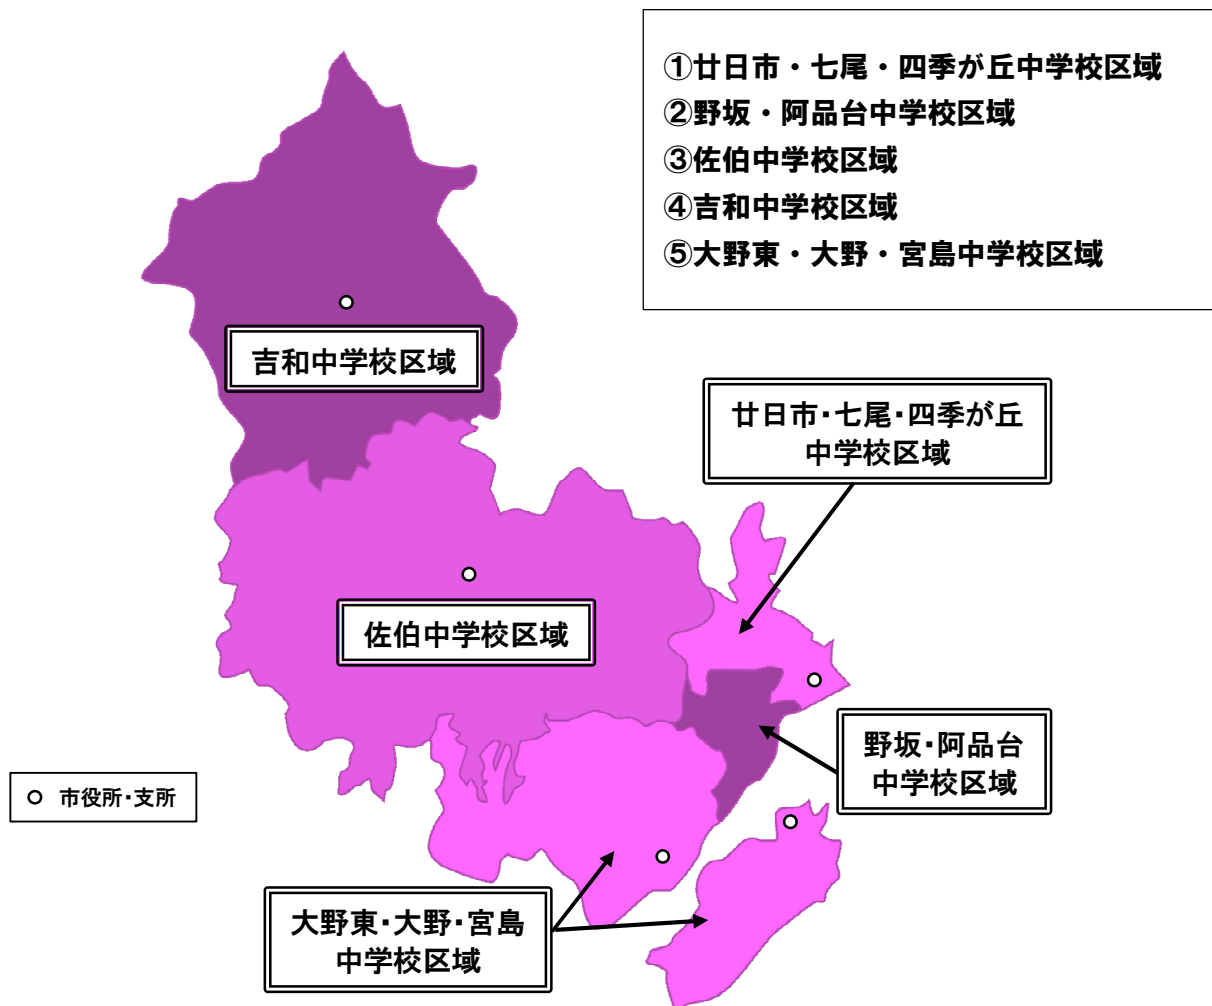 ①廿日市・七尾・四季が丘中学校区域
②野坂・阿品台中学校区域
③佐伯中学校区域
④吉和中学校区域
⑤大野東・大野・宮島中学校区域
吉和中学校区域
廿日市・七尾・四季が丘
中学校区域
佐伯中学校区域
野坂・阿品台
中学校区域
市役所・支所
大野東・大野・宮島
中学校区域